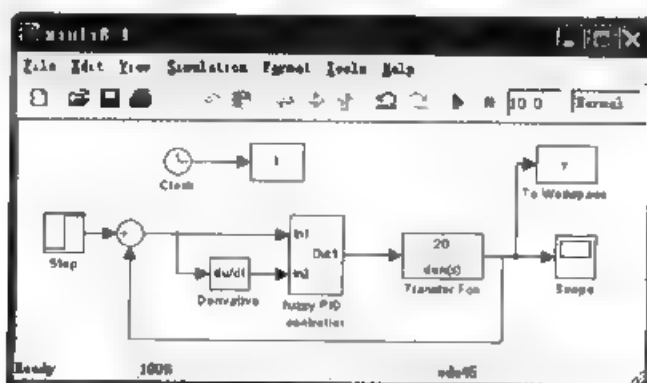 File Edit View Simulation Format Tools Help
10.0 Normal
Clock
y
To Workspace
Step
du/dt
Derivative
In1
In2
Out1
fuzzy PID
controller
20
den(s)
Transfer Fcn
Scope
Ready 100% ode45